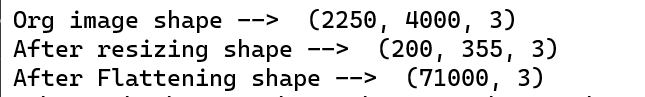 Org image shape -->  (2250, 4000, 3)
After resizing shape -->  (200, 355, 3)
After Flattening shape -->  (71000, 3)